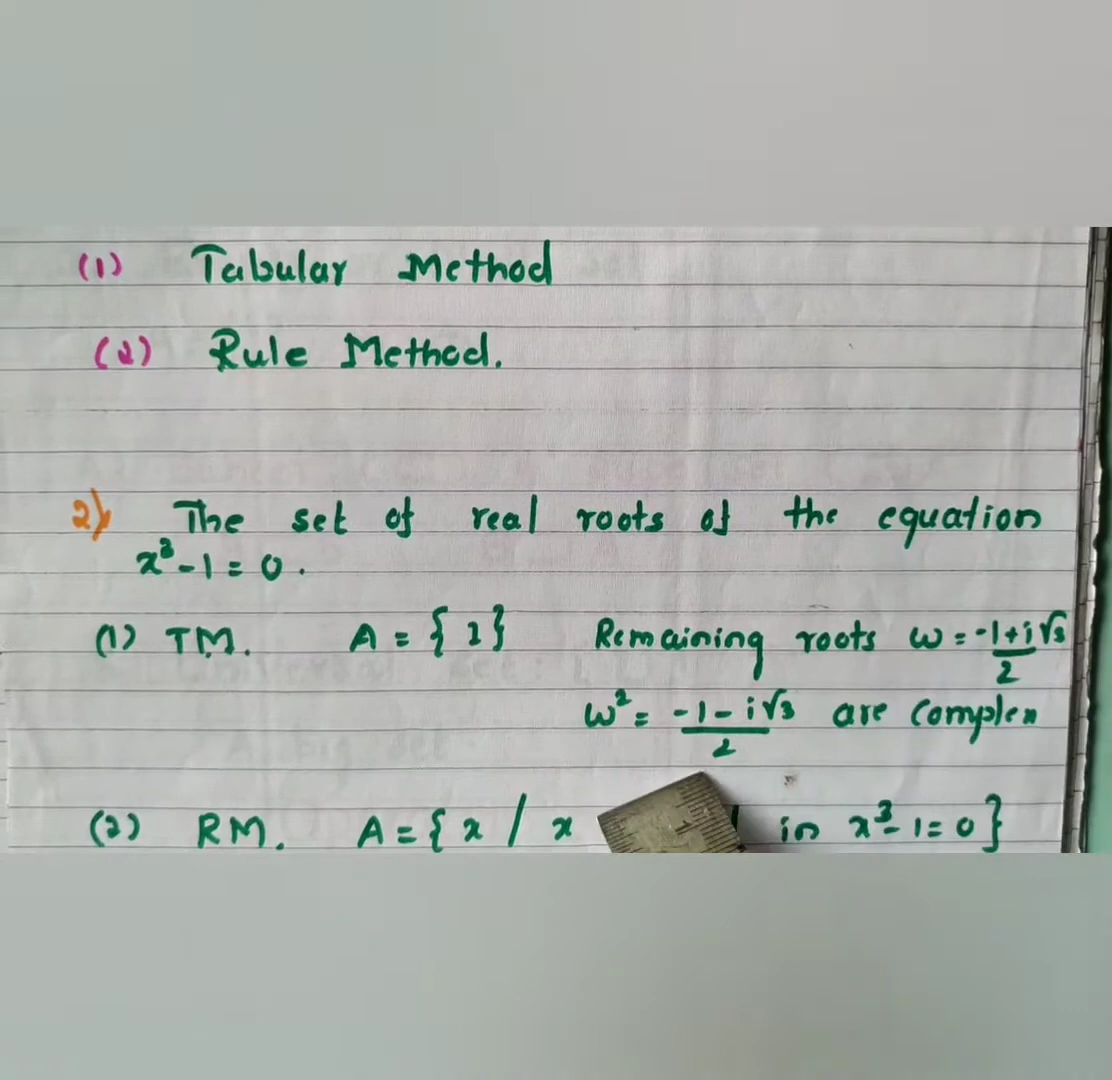 (1) Tabular Method
(2) Rule Method.
2) The set of real roots of the equation
x³-1=0.
(1) TM. A = {1} Remaining roots ω = -1+i√3/2
ω² = -1-i√3/2 are complex
(2) RM. A={x / x in x³-1=0}